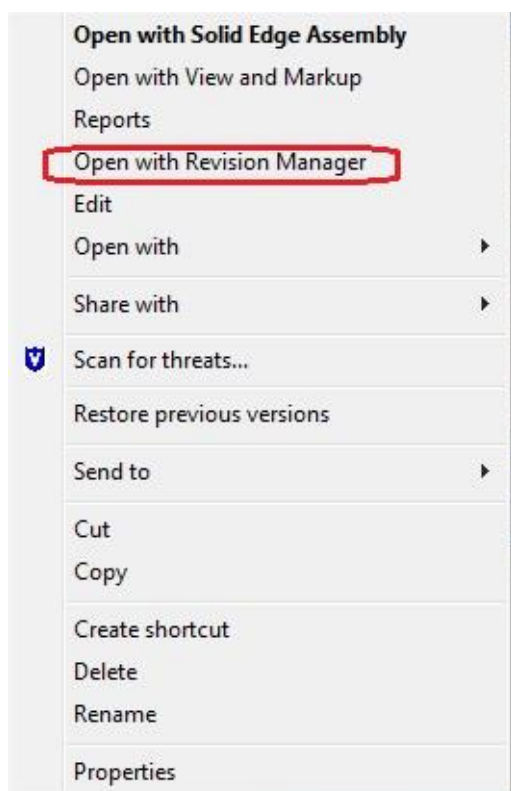 Open with Solid Edge Assembly
Open with View and Markup
Reports
Open with Revision Manager
Edit
Open with
Share with
Scan for threats...
Restore previous versions
Send to
Cut
Copy
Create shortcut
Delete
Rename
Properties